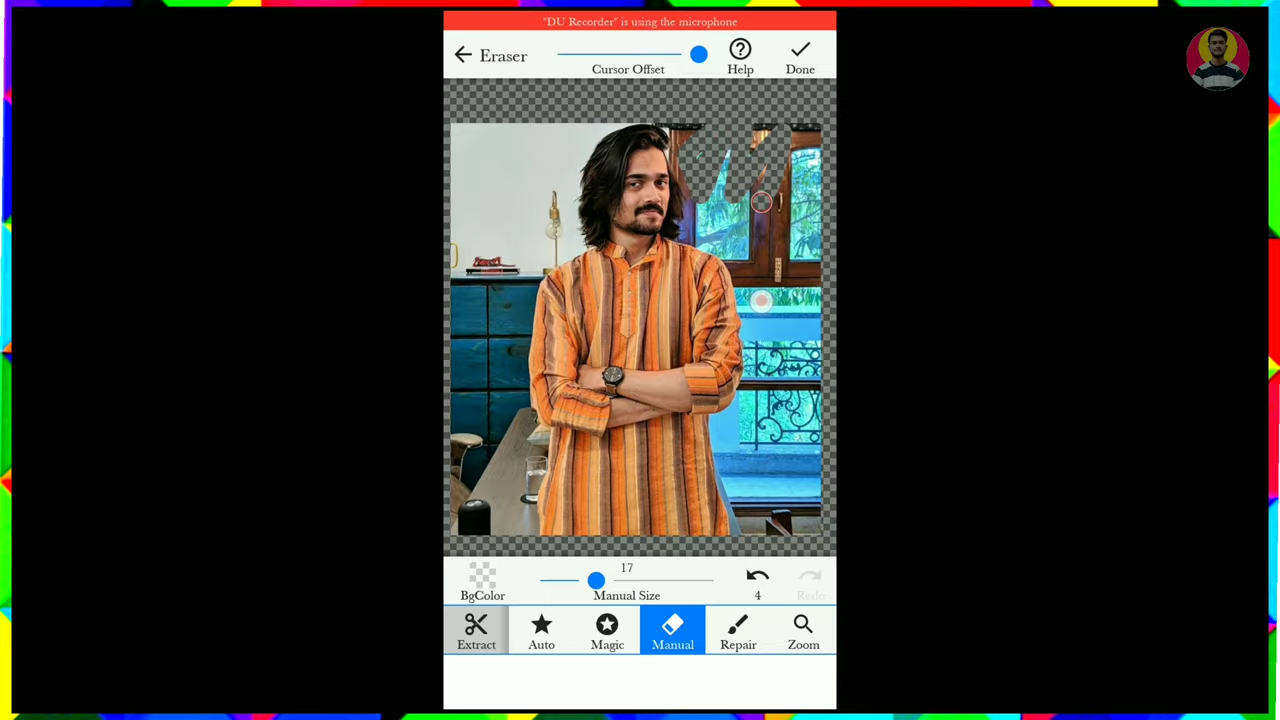 "DU Recorder" is using the microphone
Eraser
Cursor Offset
Help
Done
17
BgColor
Manual Size
4
Redo
Extract
Auto
Magic
Manual
Repair
Zoom